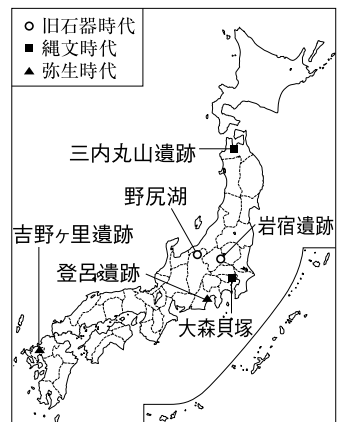 旧石器時代
縄文時代
弥生時代
三内丸山遺跡
野尻湖
岩宿遺跡
吉野ヶ里遺跡
登呂遺跡
大森貝塚